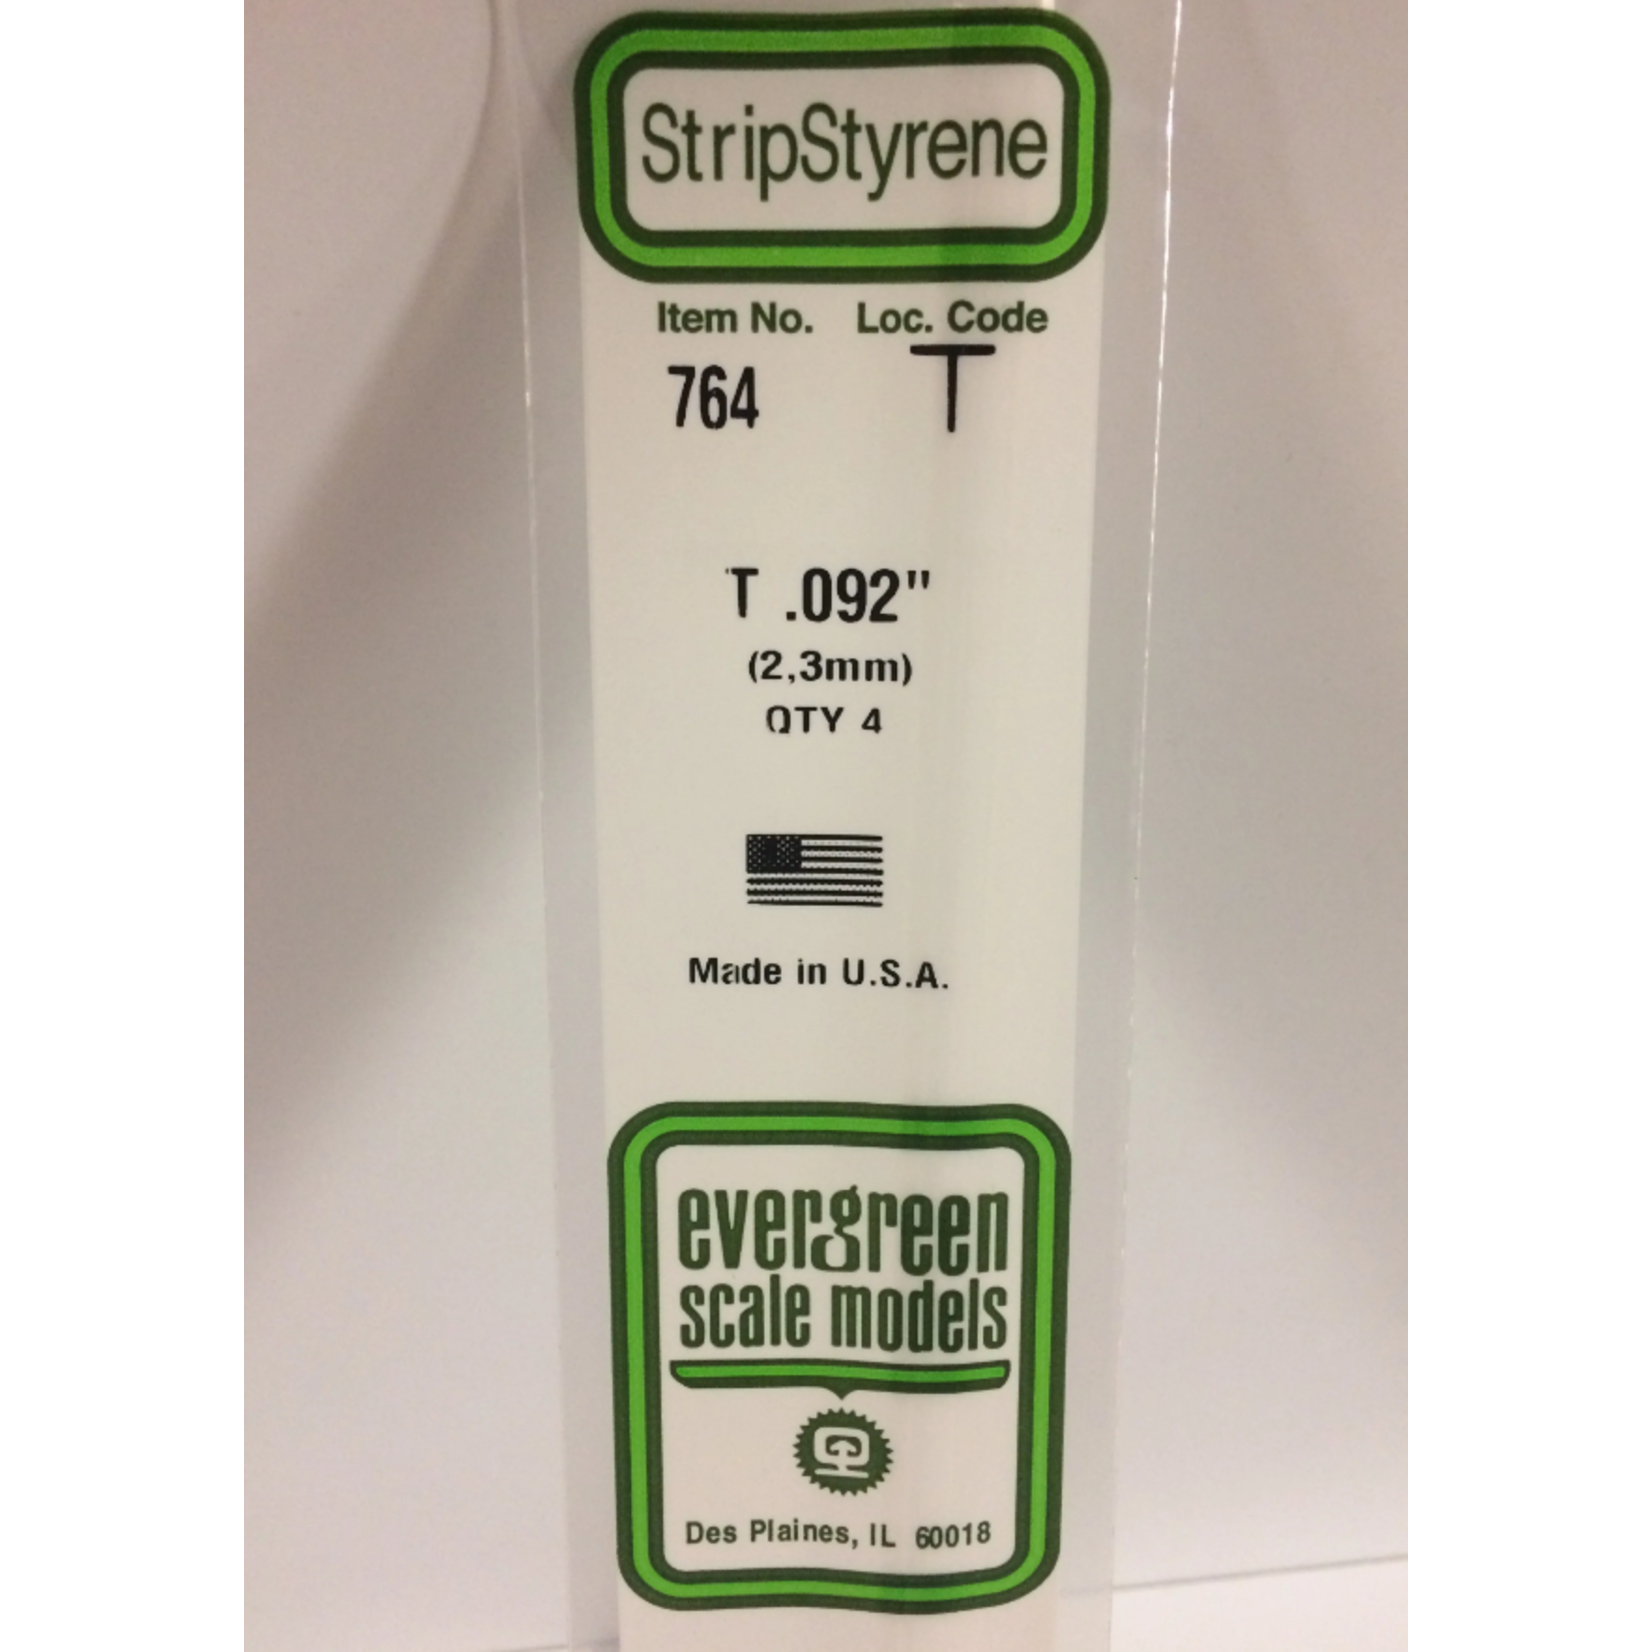 StripStyrene
Item No. Loc. Code
764 T
T .092"
(2,3mm)
QTY 4
Made in U.S.A.
evergreen
scale models
Des Plaines, IL 60018